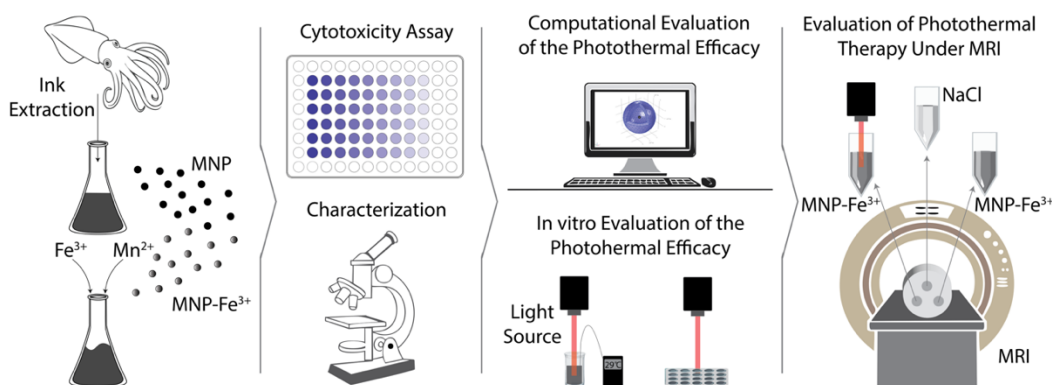 Ink
Extraction
MNP
Fe³⁺
Mn²⁺
MNP-Fe³⁺
Cytotoxicity Assay
Characterization
Computational Evaluation
of the Photothermal Efficacy
In vitro Evaluation of the
Photohermal Efficacy
Light
Source
29°C
Evaluation of Photothermal
Therapy Under MRI
NaCl
MNP-Fe³⁺
MNP-Fe³⁺
MRI